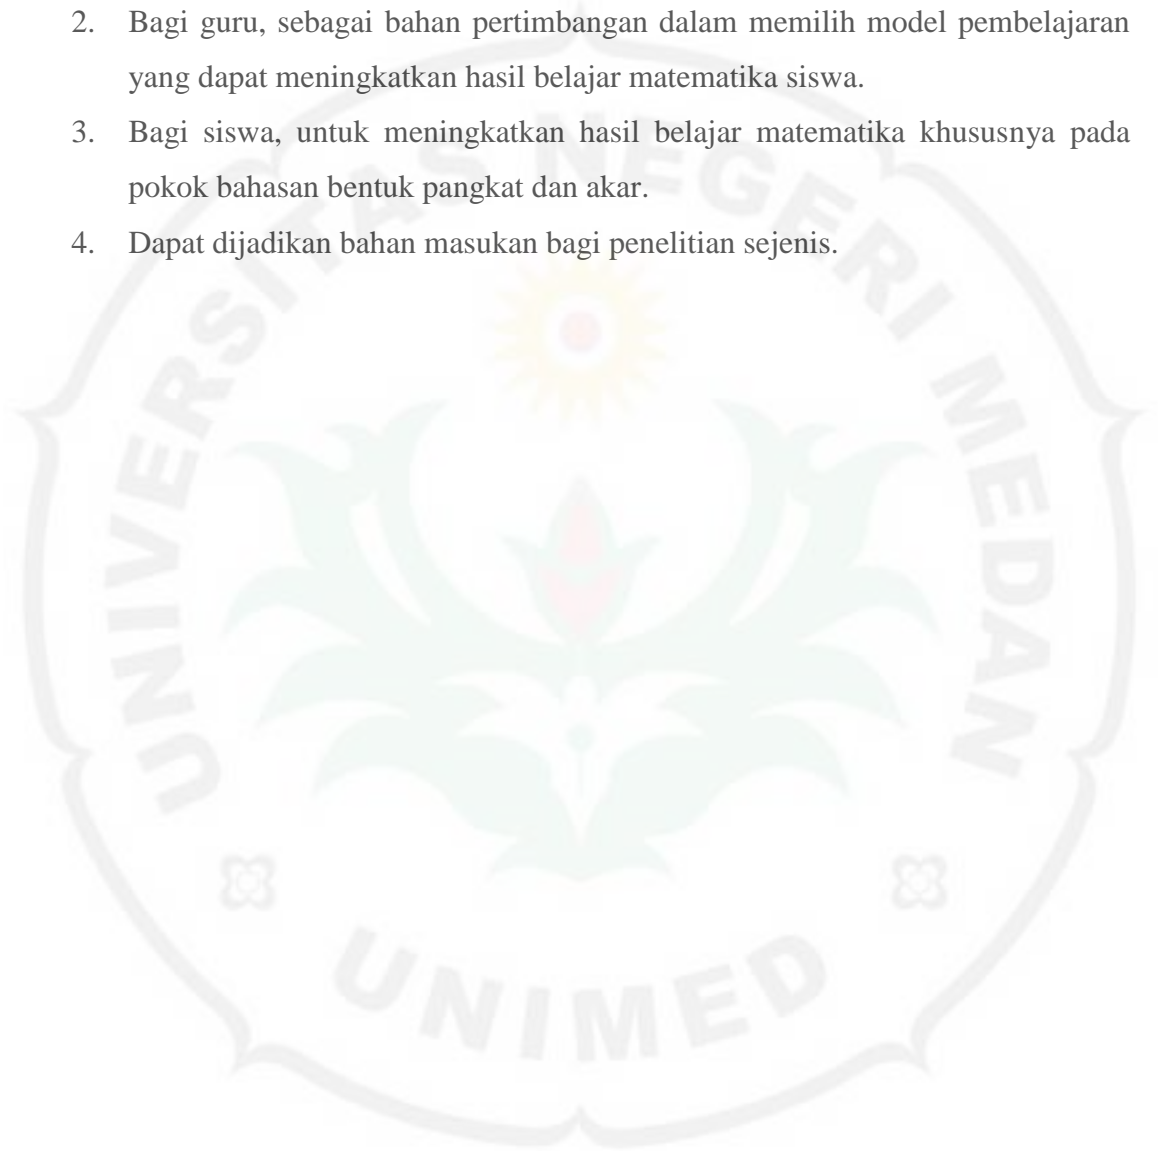 2. Bagi guru, sebagai bahan pertimbangan dalam memilih model pembelajaran
yang dapat meningkatkan hasil belajar matematika siswa.
3. Bagi siswa, untuk meningkatkan hasil belajar matematika khususnya pada
pokok bahasan bentuk pangkat dan akar.
4. Dapat dijadikan bahan masukan bagi penelitian sejenis.
UNIVERSITAS NEGERI MEDAN
UNIMED